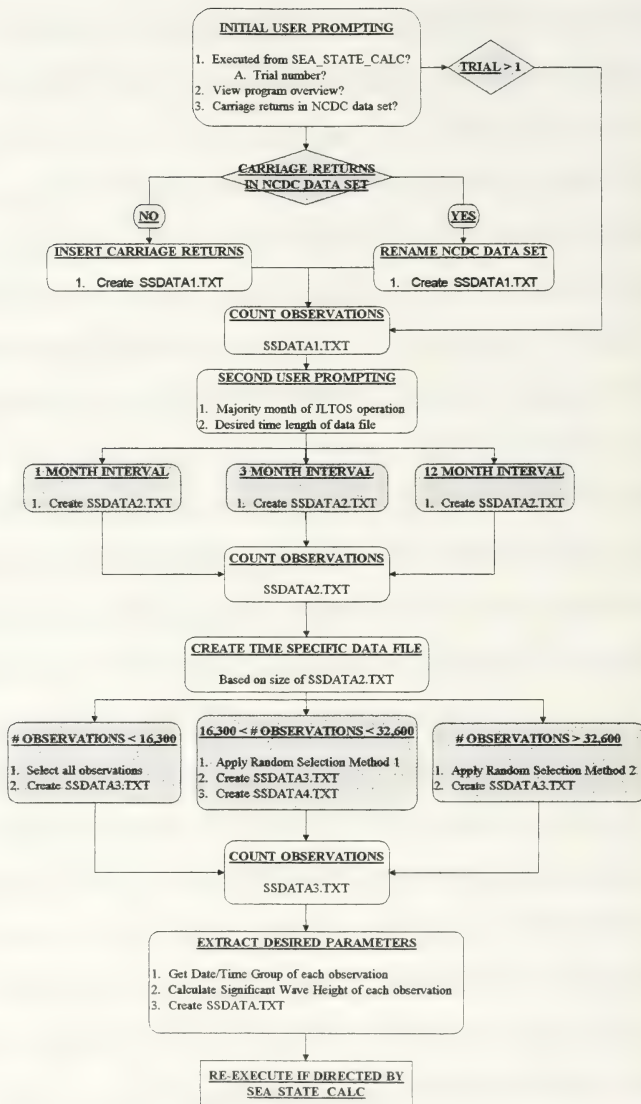 INITIAL USER PROMPTING
1. Executed from SEA_STATE_CALC?
A. Trial number?
2. View program overview?
3. Carriage returns in NCDC data set?
TRIAL > 1
CARRIAGE RETURNS
IN NCDC DATA SET
NO
YES
INSERT CARRIAGE RETURNS
1. Create SSDATA1.TXT
RENAME NCDC DATA SET
1. Create SSDATA1.TXT
COUNT OBSERVATIONS
SSDATA1.TXT
SECOND USER PROMPTING
1. Majority month of JLTOS operation
2. Desired time length of data file
1 MONTH INTERVAL
1. Create SSDATA2.TXT
3 MONTH INTERVAL
1. Create SSDATA2.TXT
12 MONTH INTERVAL
1. Create SSDATA2.TXT
COUNT OBSERVATIONS
SSDATA2.TXT
CREATE TIME SPECIFIC DATA FILE
Based on size of SSDATA2.TXT
# OBSERVATIONS < 16,300
1. Select all observations
2. Create SSDATA3.TXT
16,300 < # OBSERVATIONS < 32,600
1. Apply Random Selection Method 1
2. Create SSDATA3.TXT
3. Create SSDATA4.TXT
# OBSERVATIONS > 32,600
1. Apply Random Selection Method 2
2. Create SSDATA3.TXT
COUNT OBSERVATIONS
SSDATA3.TXT
EXTRACT DESIRED PARAMETERS
1. Get Date/Time Group of each observation
2. Calculate Significant Wave Height of each observation
3. Create SSDATA.TXT
RE-EXECUTE IF DIRECTED BY
SEA STATE CALC